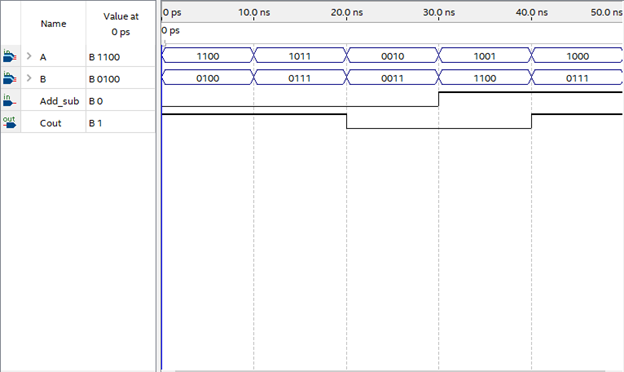 Name Value at 0 ps
0 ps 10.0 ns 20.0 ns 30.0 ns 40.0 ns 50.0 ns
0 ps
in > A B 1100 1100 1011 0010 1001 1000
in > B B 0100 0100 0111 0011 1100 0111
in Add_sub B 0
out Cout B 1